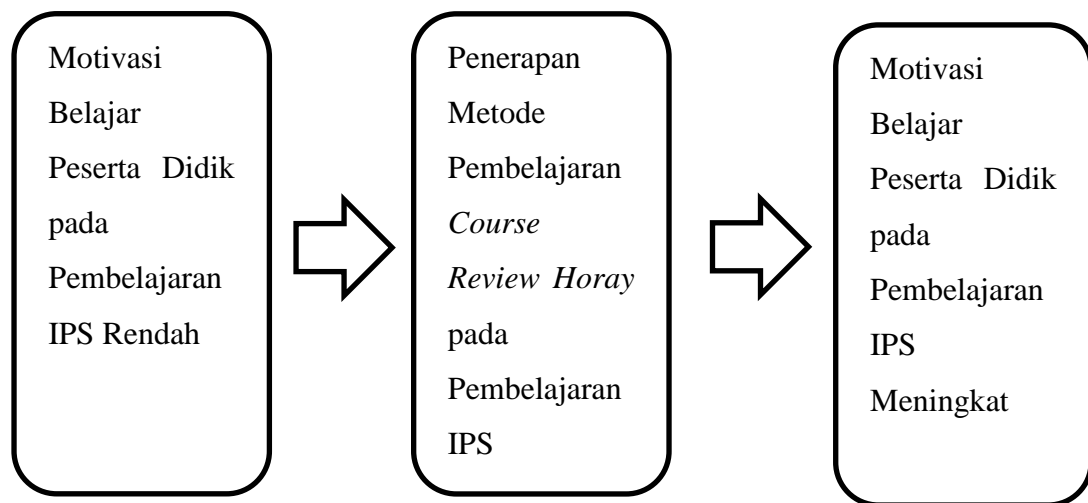 Motivasi
Belajar
Peserta Didik
pada
Pembelajaran
IPS Rendah
Penerapan
Metode
Pembelajaran
Course
Review Horay
pada
Pembelajaran
IPS
Motivasi
Belajar
Peserta Didik
pada
Pembelajaran
IPS
Meningkat